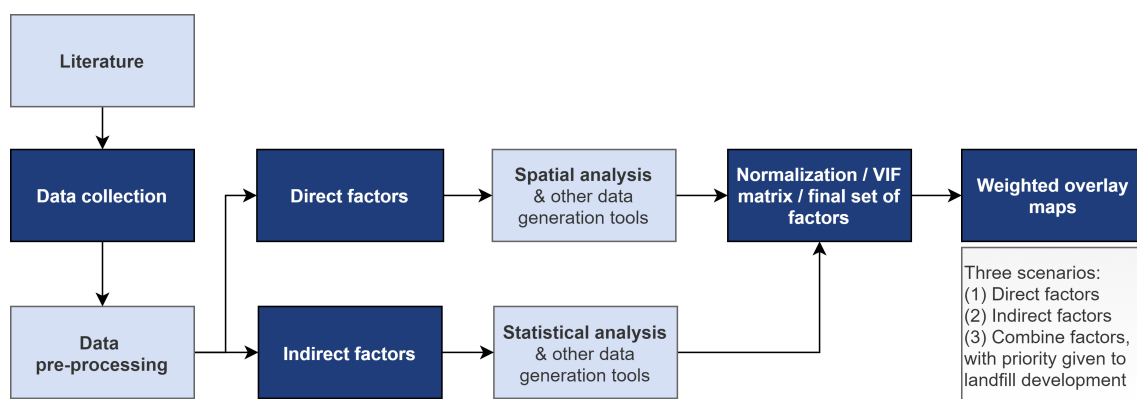 Literature
Data collection
Data
pre-processing
Direct factors
Indirect factors
Spatial analysis
& other data
generation tools
Statistical analysis
& other data
generation tools
Normalization / VIF
matrix / final set of
factors
Weighted overlay
maps
Three scenarios:
(1) Direct factors
(2) Indirect factors
(3) Combine factors,
with priority given to
landfill development